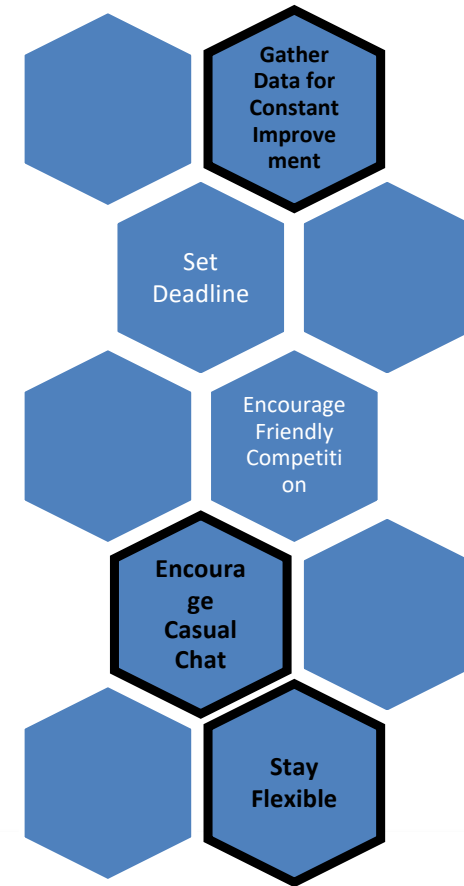 Gather
Data for
Constant
Improve
ment
Set
Deadline
Encourage
Friendly
Competiti
on
Encoura
ge
Casual
Chat
Stay
Flexible